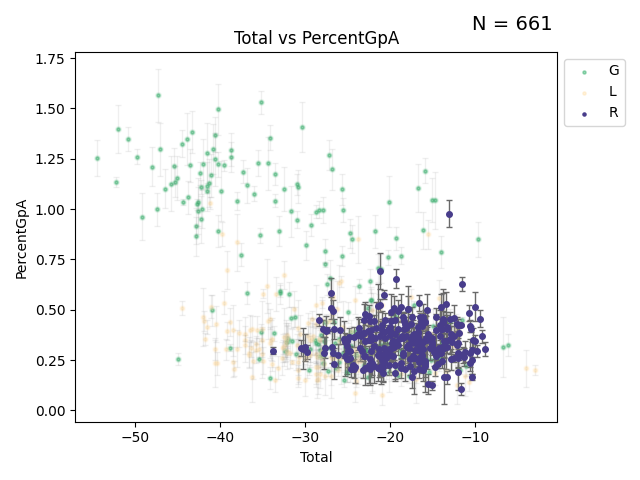 N = 661
Total vs PercentGpA
G
L
R
PercentGpA
1.75
1.50
1.25
1.00
0.75
0.50
0.25
0.00
−50
−40
−30
−20
−10
Total